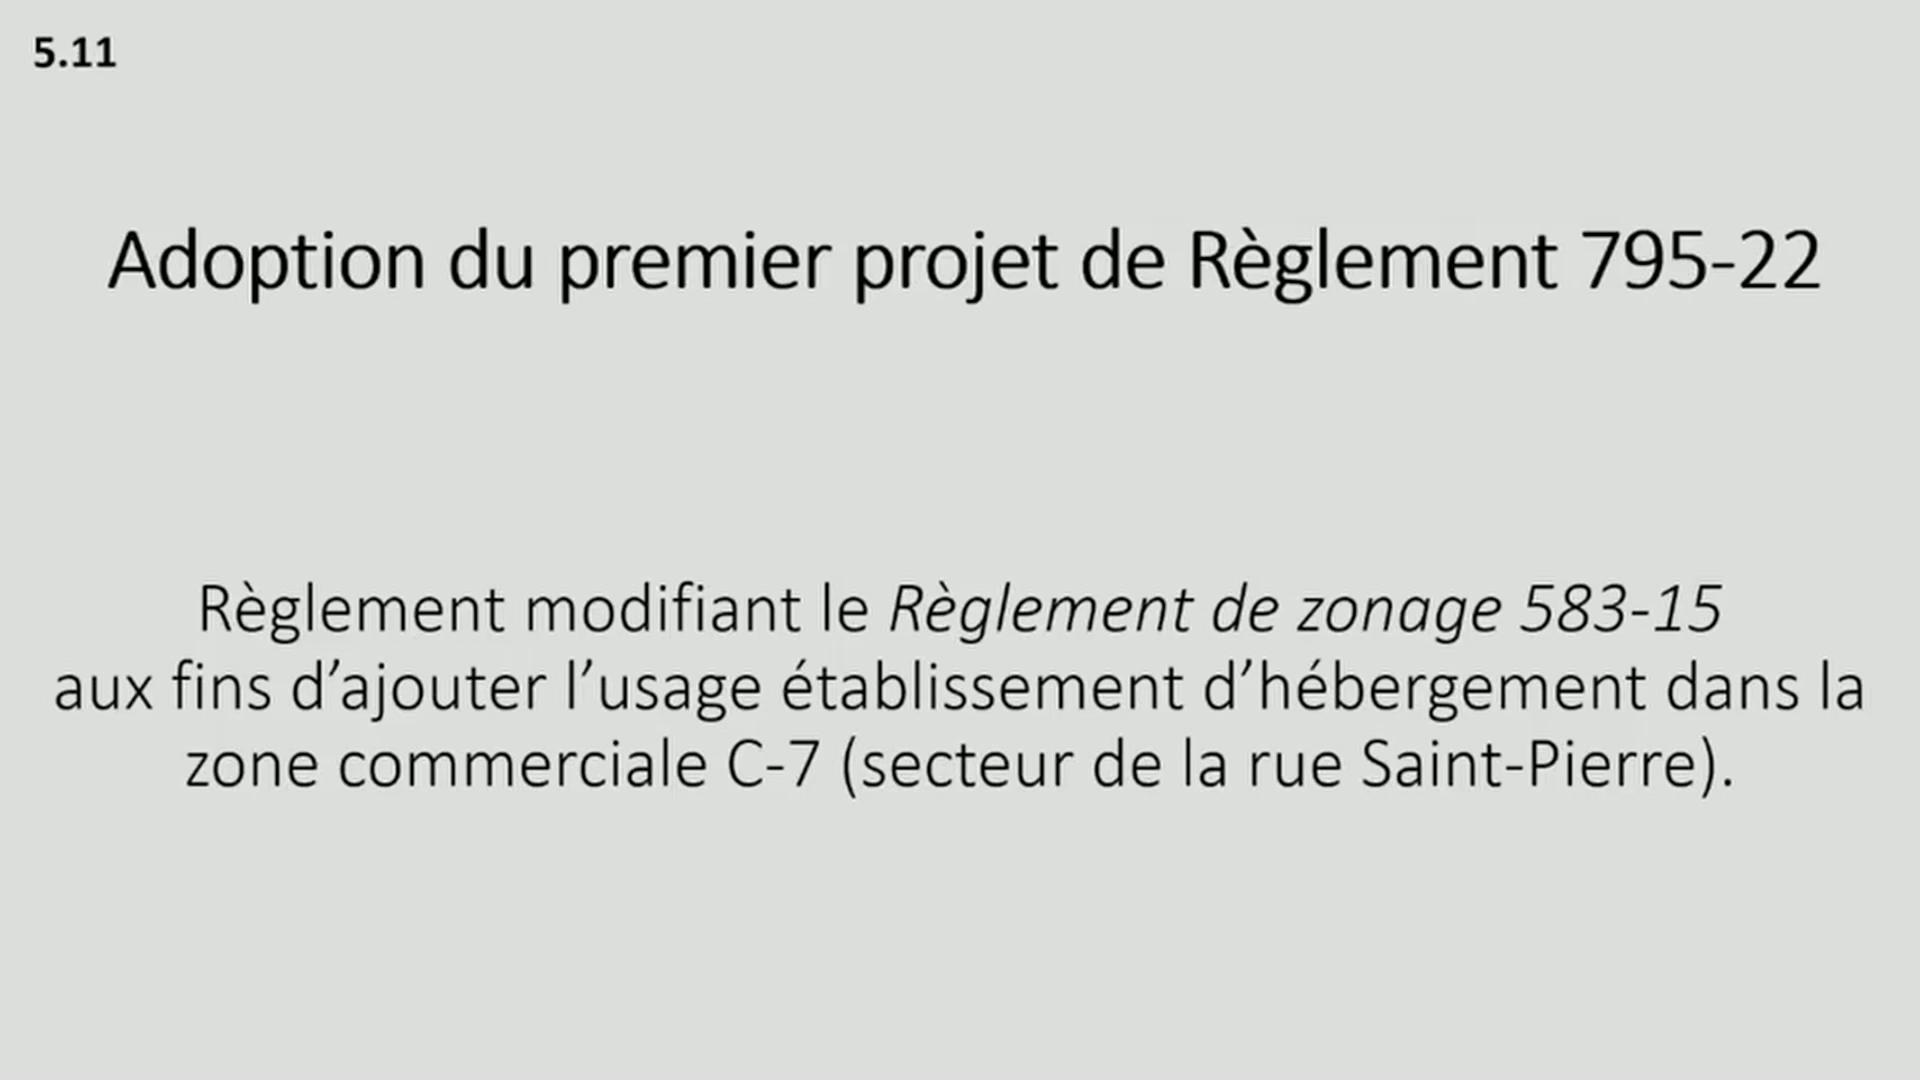 5.11
Adoption du premier projet de Règlement 795-22
Règlement modifiant le Règlement de zonage 583-15
aux fins d’ajouter l’usage établissement d’hébergement dans la
zone commerciale C-7 (secteur de la rue Saint-Pierre).